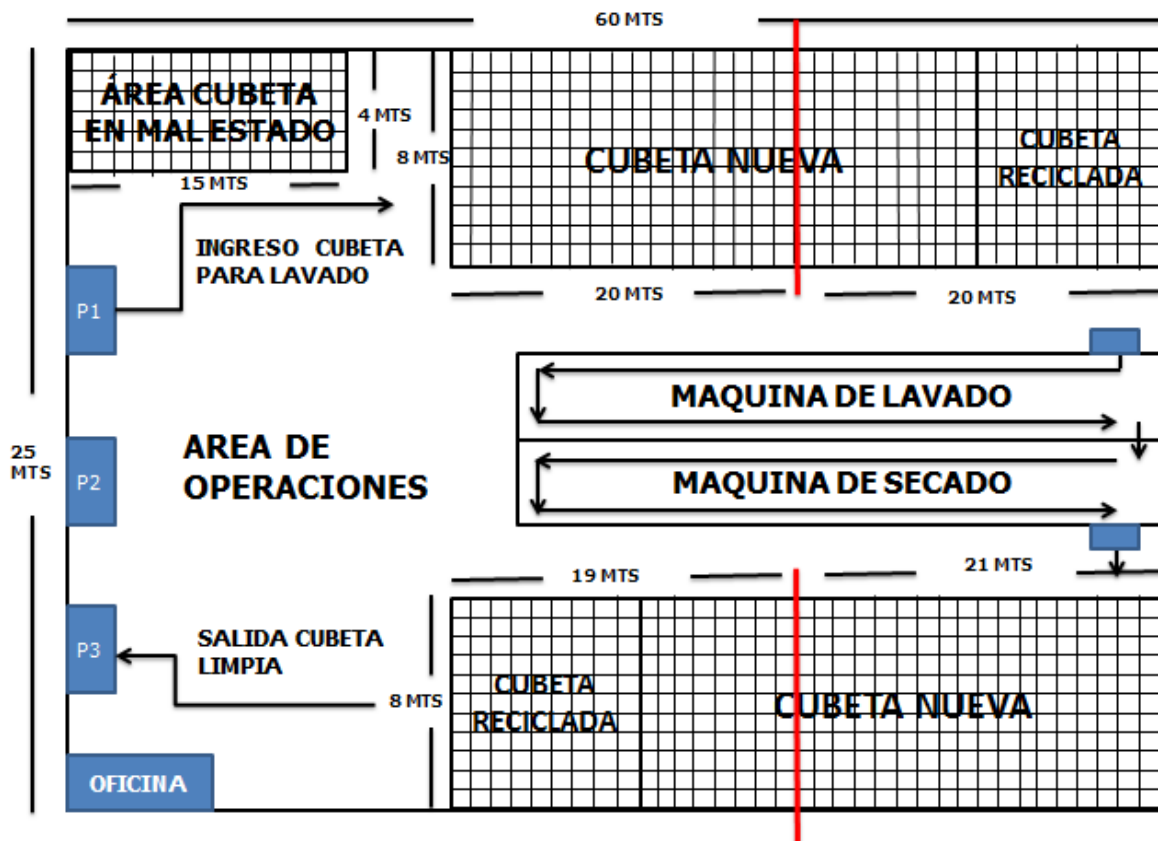 60 MTS
ÁREA CUBETA
EN MAL ESTADO
4 MTS
8 MTS
15 MTS
CUBETA NUEVA
CUBETA
RECICLADA
INGRESO CUBETA
PARA LAVADO
20 MTS
20 MTS
P1
MAQUINA DE LAVADO
25
MTS
AREA DE
OPERACIONES
P2
MAQUINA DE SECADO
19 MTS
21 MTS
P3
SALIDA CUBETA
LIMPIA
8 MTS
CUBETA
RECICLADA
CUBETA NUEVA
OFICINA